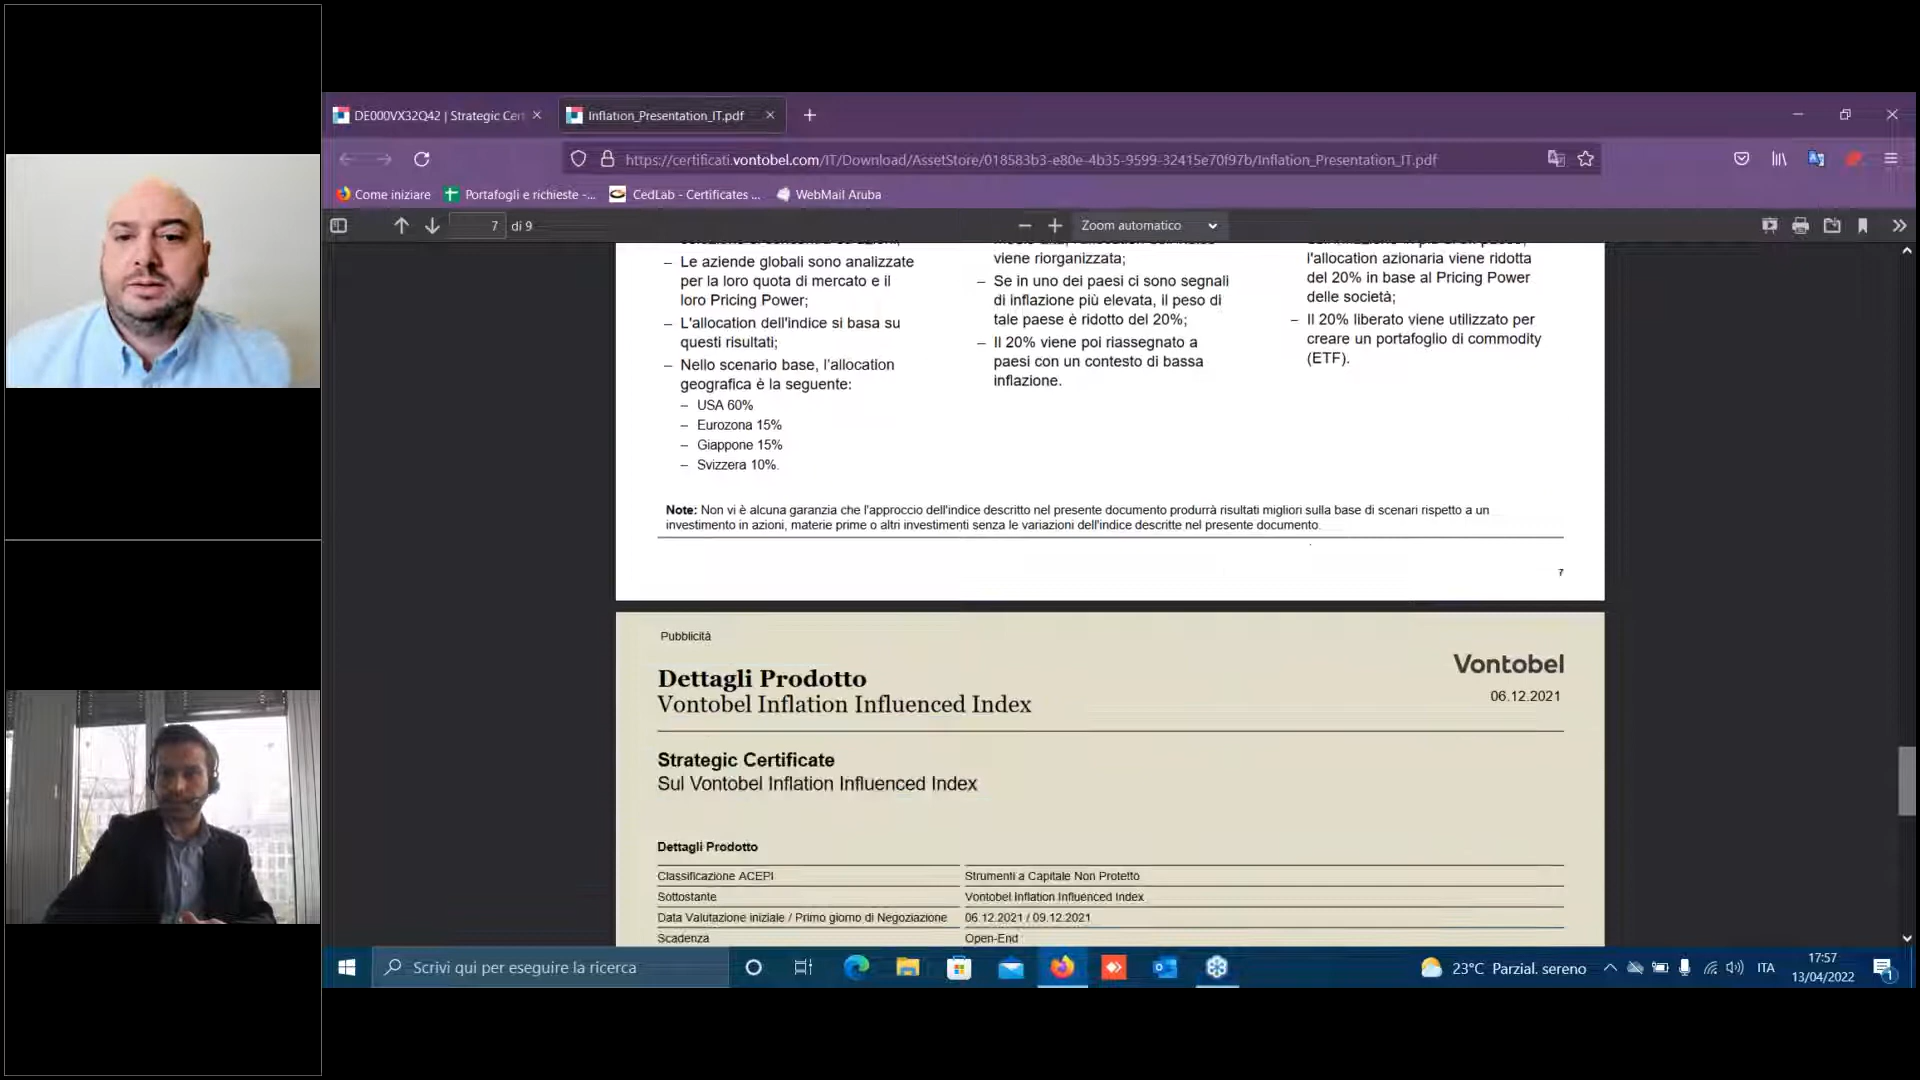 DE000VX32Q42 | Strategic Cert
Inflation_Presentation_IT.pdf
https://certificati.vontobel.com/IT/Download/AssetStore/018583b3-e80e-4b35-9599-32415e70f97b/Inflation_Presentation_IT.pdf
Come iniziare
Portafogli e richieste -...
CedLab - Certificates ...
WebMail Aruba
7 di 9
Zoom automatico
– Le aziende globali sono analizzate
per la loro quota di mercato e il
loro Pricing Power;
– L'allocation dell'indice si basa su
questi risultati;
– Nello scenario base, l'allocation
geografica è la seguente:
– USA 60%
– Eurozona 15%
– Giappone 15%
– Svizzera 10%.
viene riorganizzata;
– Se in uno dei paesi ci sono segnali
di inflazione più elevata, il peso di
tale paese è ridotto del 20%;
– Il 20% viene poi riassegnato a
paesi con un contesto di bassa
inflazione.
l'allocation azionaria viene ridotta
del 20% in base al Pricing Power
delle società;
– Il 20% liberato viene utilizzato per
creare un portafoglio di commodity
(ETF).
Note: Non vi è alcuna garanzia che l'approccio dell'indice descritto nel presente documento produrrà risultati migliori sulla base di scenari rispetto a un
investimento in azioni, materie prime o altri investimenti senza le variazioni dell'indice descritte nel presente documento.
7
Pubblicità
Vontobel
Dettagli Prodotto
Vontobel Inflation Influenced Index
06.12.2021
Strategic Certificate
Sul Vontobel Inflation Influenced Index
Dettagli Prodotto
Classificazione ACEPI Strumenti a Capitale Non Protetto
Sottostante Vontobel Inflation Influenced Index
Data Valutazione iniziale / Primo giorno di Negoziazione 06.12.2021 / 09.12.2021
Scadenza Open-End
Scrivi qui per eseguire la ricerca
23°C Parzial. sereno
ITA
17:57
13/04/2022
1